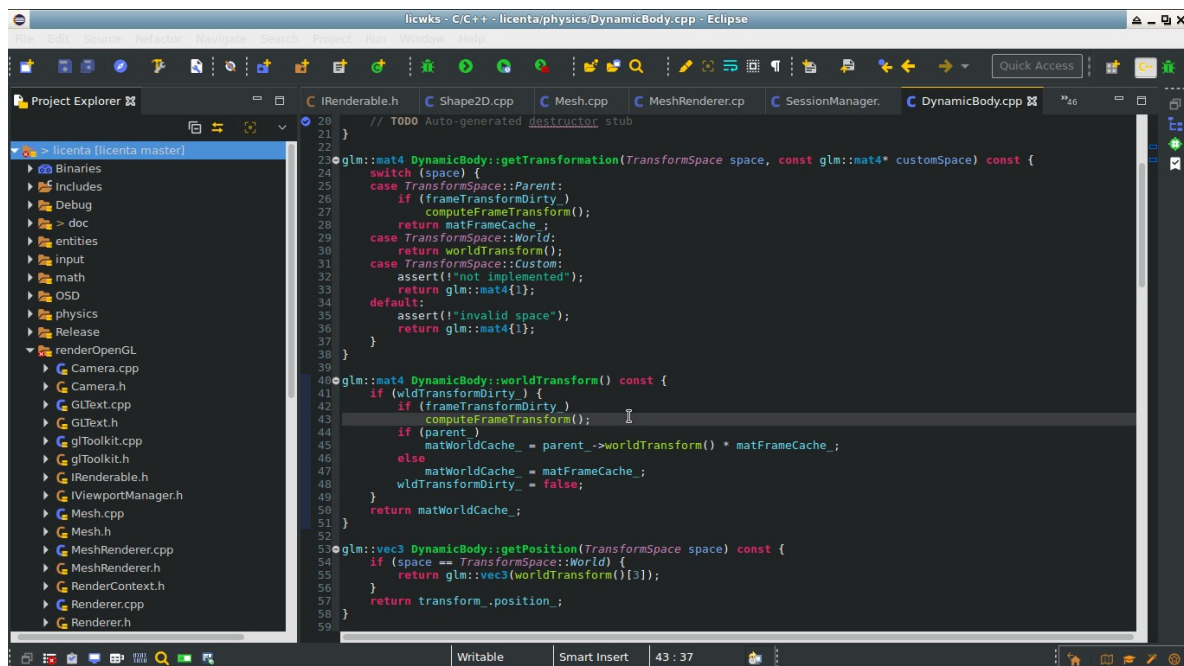 licwks - C/C++ - licenta/physics/DynamicBody.cpp - Eclipse
File Edit Source Refactor Navigate Search Project Run Window Help
Quick Access
Project Explorer
IRenderable.h
Shape2D.cpp
Mesh.cpp
MeshRenderer.cp
SessionManager.
DynamicBody.cpp
»46
> licenta [licenta master]
Binaries
Includes
Debug
> doc
entities
input
math
OSD
physics
Release
renderOpenGL
Camera.cpp
Camera.h
GLText.cpp
GLText.h
glToolkit.cpp
glToolkit.h
IRenderable.h
IViewportManager.h
Mesh.cpp
Mesh.h
MeshRenderer.cpp
MeshRenderer.h
RenderContext.h
Renderer.cpp
Renderer.h
20 // TODO Auto-generated destructor stub
21 }
22
23 glm::mat4 DynamicBody::getTransformation(TransformSpace space, const glm::mat4* customSpace) const {
24 switch (space) {
25 case TransformSpace::Parent:
26 if (frameTransformDirty_)
27 computeFrameTransform();
28 return matFrameCache_;
29 case TransformSpace::World:
30 return worldTransform();
31 case TransformSpace::Custom:
32 assert(!"not implemented");
33 return glm::mat4{1};
34 default:
35 assert(!"invalid space");
36 return glm::mat4{1};
37 }
38 }
39
40 glm::mat4 DynamicBody::worldTransform() const {
41 if (wldTransformDirty_) {
42 if (frameTransformDirty_)
43 computeFrameTransform();
44 if (parent_)
45 matWorldCache_ = parent_->worldTransform() * matFrameCache_;
46 else
47 matWorldCache_ = matFrameCache_;
48 wldTransformDirty_ = false;
49 }
50 return matWorldCache_;
51 }
52
53 glm::vec3 DynamicBody::getPosition(TransformSpace space) const {
54 if (space == TransformSpace::World) {
55 return glm::vec3(worldTransform()[3]);
56 }
57 return transform_.position_;
58 }
59
Writable
Smart Insert
43 : 37